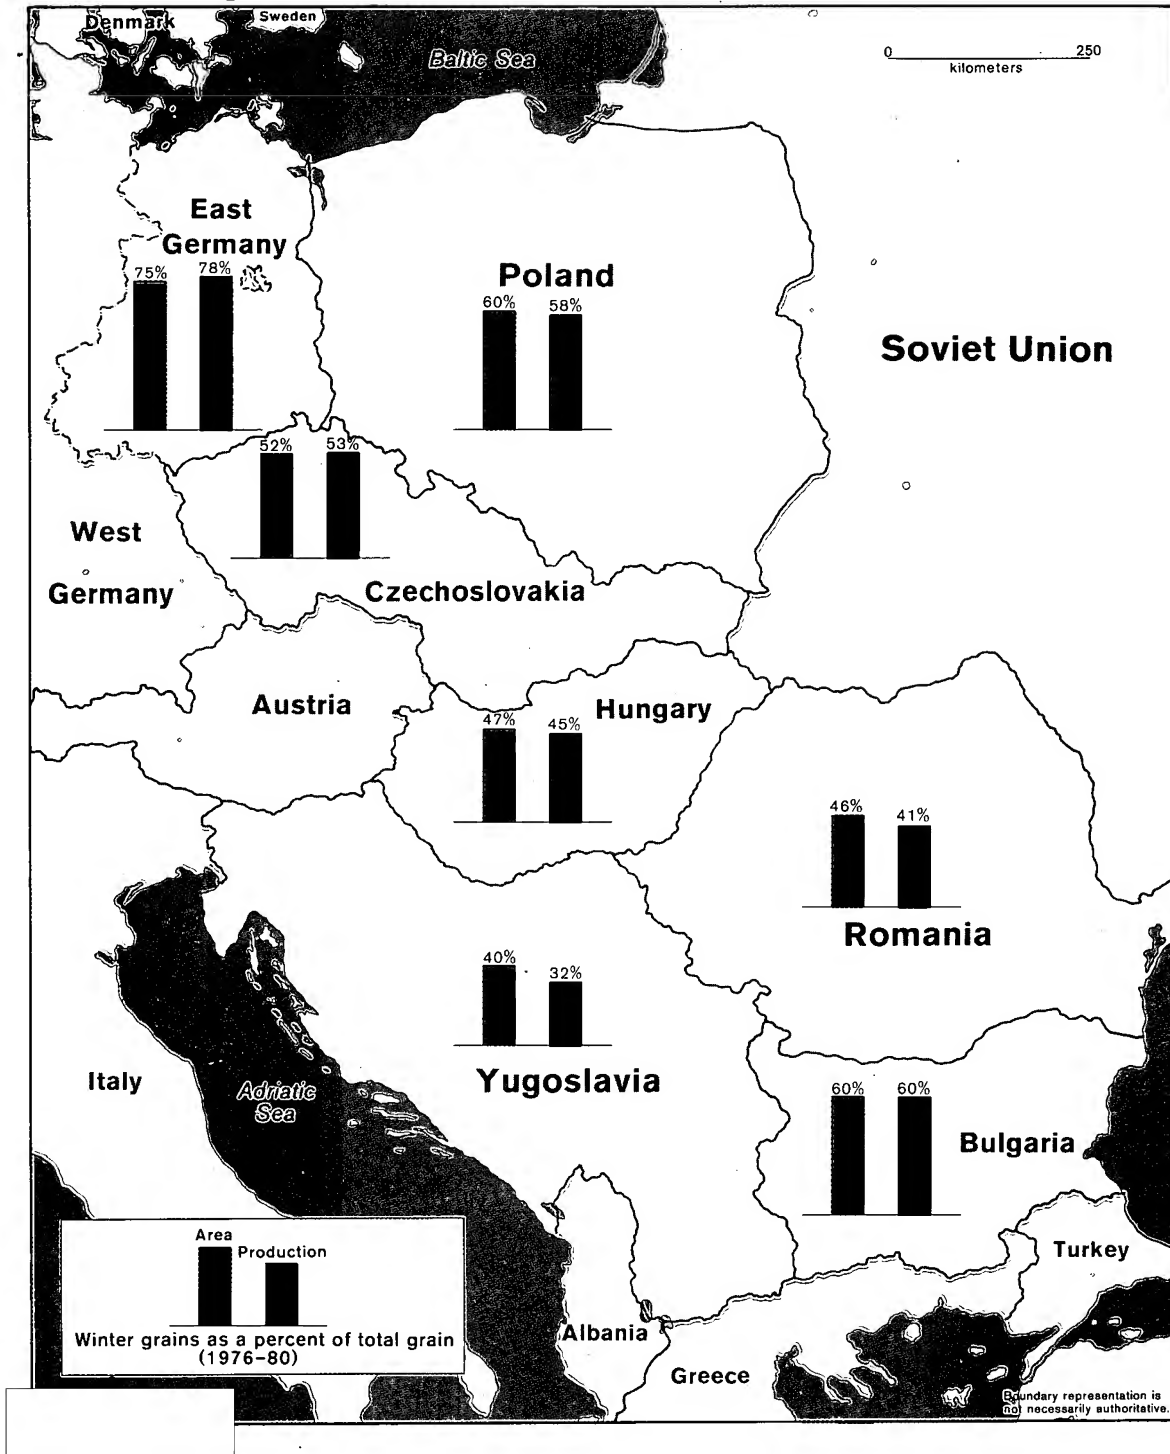 Denmark
Sweden
Baltic Sea
0 250
kilometers
East
Germany
75% 78%
Poland
60% 58%
Soviet Union
52% 53%
West
Germany
Czechoslovakia
Austria
Hungary
47% 45%
46% 41%
Romania
40% 32%
Yugoslavia
Italy
Adriatic
Sea
60% 60%
Bulgaria
Area
Production
Winter grains as a percent of total grain
(1976-80)
Turkey
Albania
Greece
Boundary representation is
not necessarily authoritative.